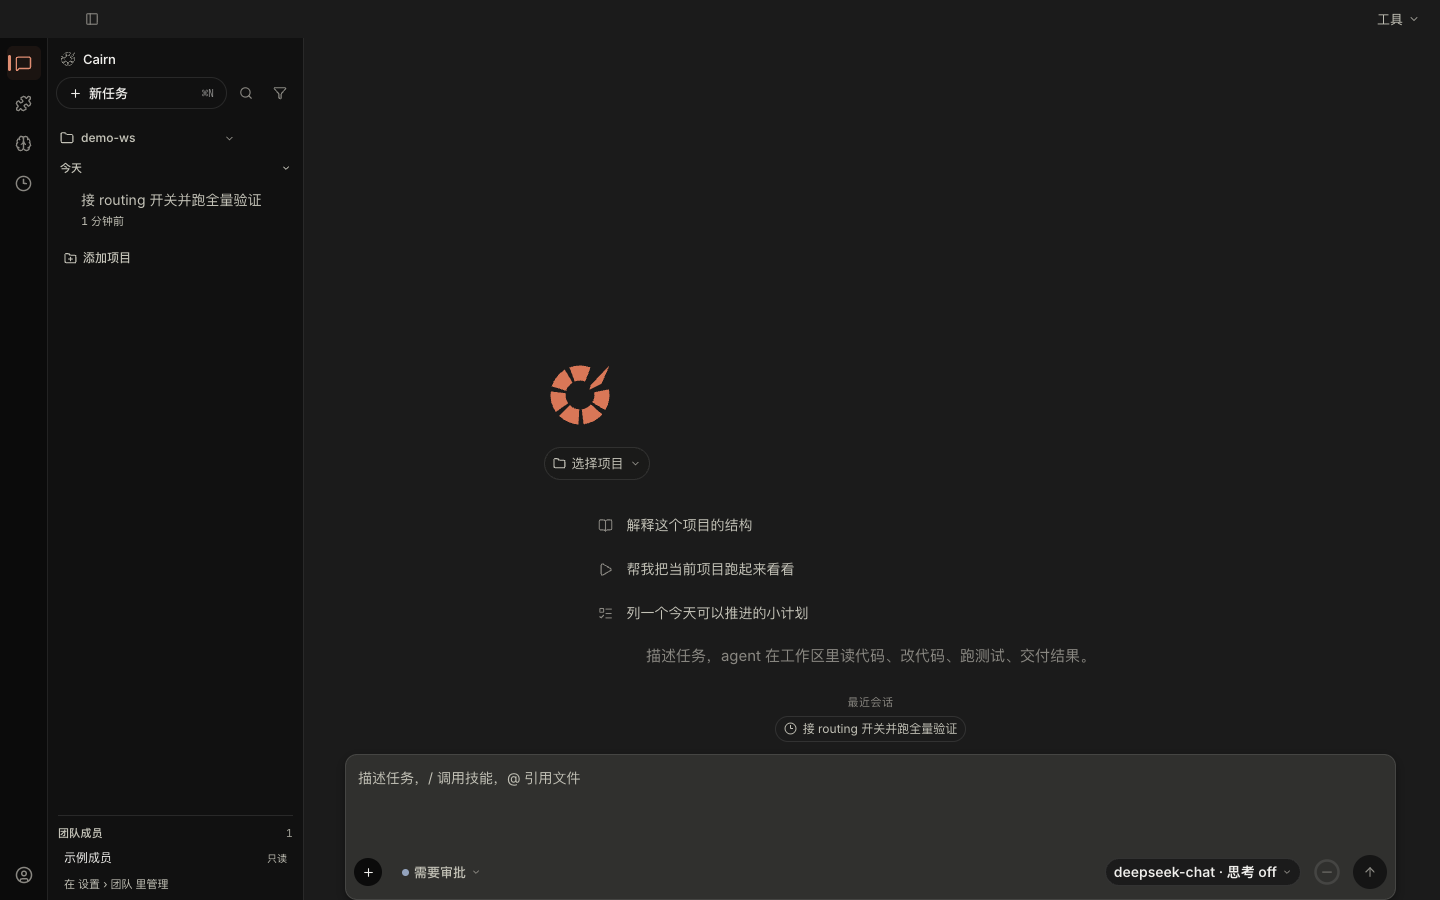 工具
Cairn
新任务 ⌘N
demo-ws
今天
接 routing 开关并跑全量验证
1 分钟前
添加项目
选择项目
解释这个项目的结构
帮我把当前项目跑起来看看
列一个今天可以推进的小计划
描述任务，agent 在工作区里读代码、改代码、跑测试、交付结果。
最近会话
接 routing 开关并跑全量验证
描述任务，/ 调用技能，@ 引用文件
需要审批
deepseek-chat · 思考 off
团队成员 1
示例成员 只读
在 设置 › 团队 里管理